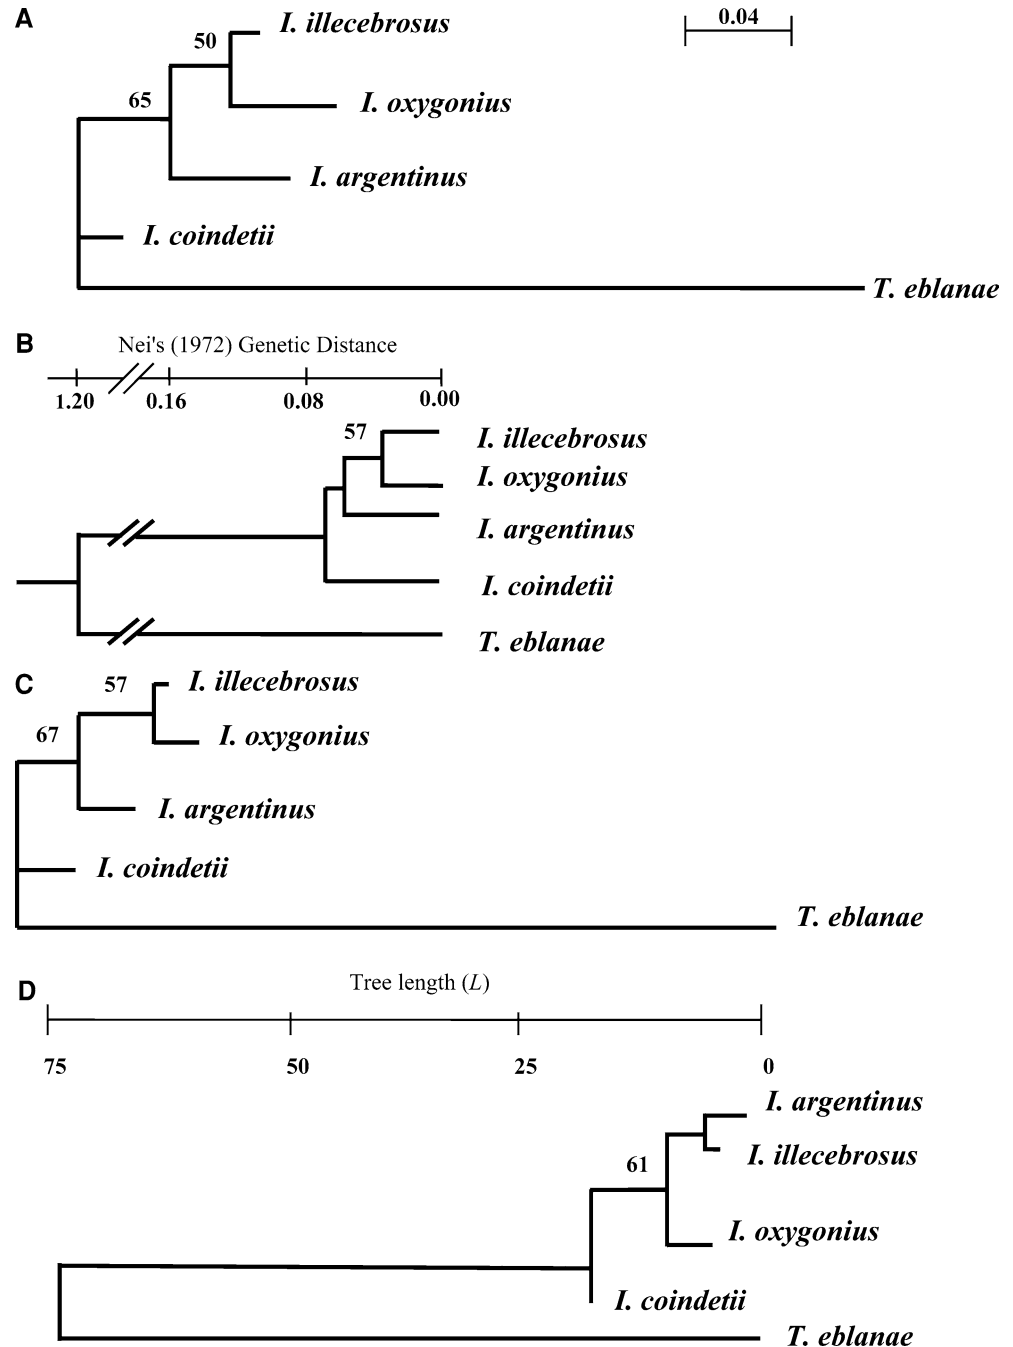 A
I. illecebrosus
0.04
50
I. oxygonius
65
I. argentinus
I. coindetii
T. eblanae
B
Nei's (1972) Genetic Distance
1.20 0.16 0.08 0.00
57
I. illecebrosus
I. oxygonius
I. argentinus
I. coindetii
T. eblanae
C
57
I. illecebrosus
67
I. oxygonius
I. argentinus
I. coindetii
T. eblanae
D
Tree length (L)
75 50 25 0
I. argentinus
I. illecebrosus
61
I. oxygonius
I. coindetii
T. eblanae